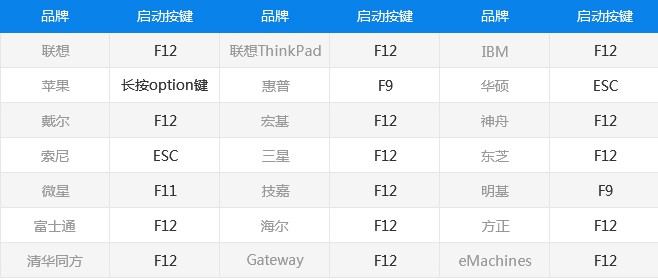 品牌 启动按键 品牌 启动按键 品牌 启动按键
联想 F12 联想ThinkPad F12 IBM F12
苹果 长按option键 惠普 F9 华硕 ESC
戴尔 F12 宏基 F12 神舟 F12
索尼 ESC 三星 F12 东芝 F12
微星 F11 技嘉 F12 明基 F9
富士通 F12 海尔 F12 方正 F12
清华同方 F12 Gateway F12 eMachines F12